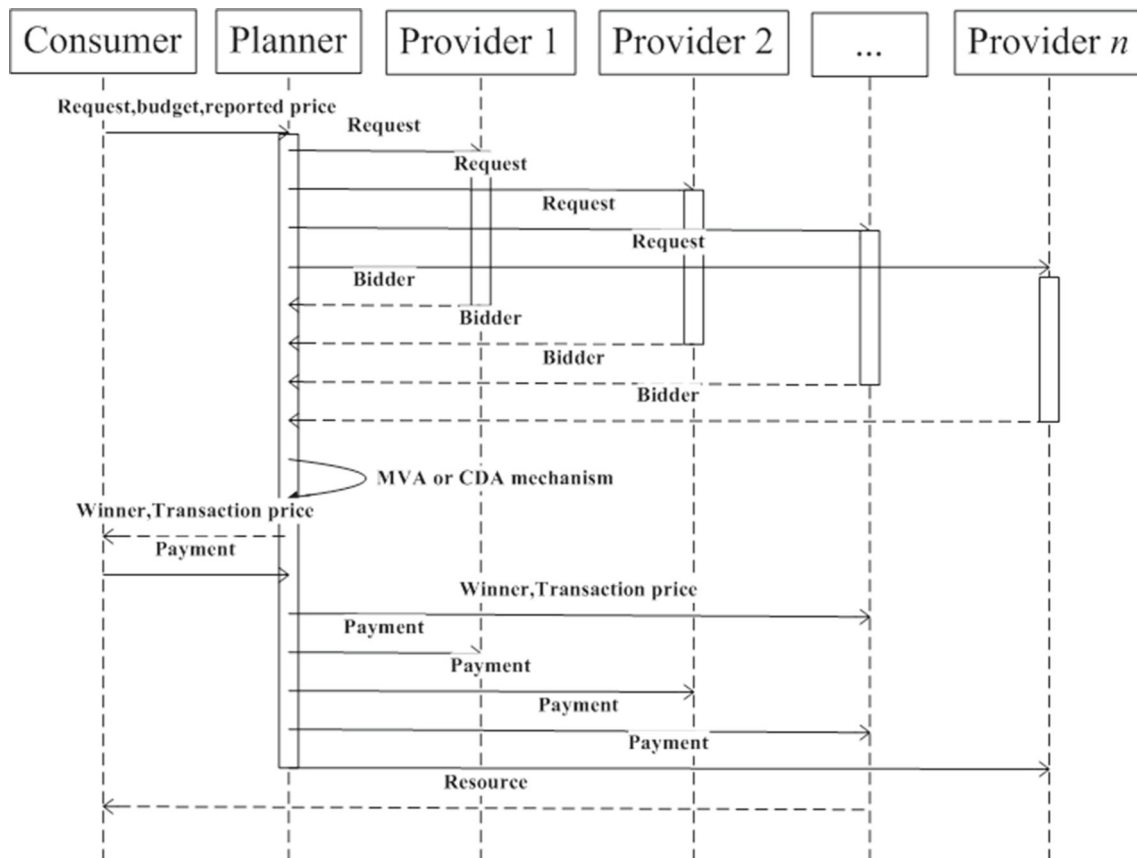 Consumer
Planner
Provider 1
Provider 2
...
Provider n
Request,budget,reported price
Request
Request
Request
Request
Bidder
Bidder
Bidder
Bidder
MVA or CDA mechanism
Winner,Transaction price
Payment
Winner,Transaction price
Payment
Payment
Payment
Payment
Resource